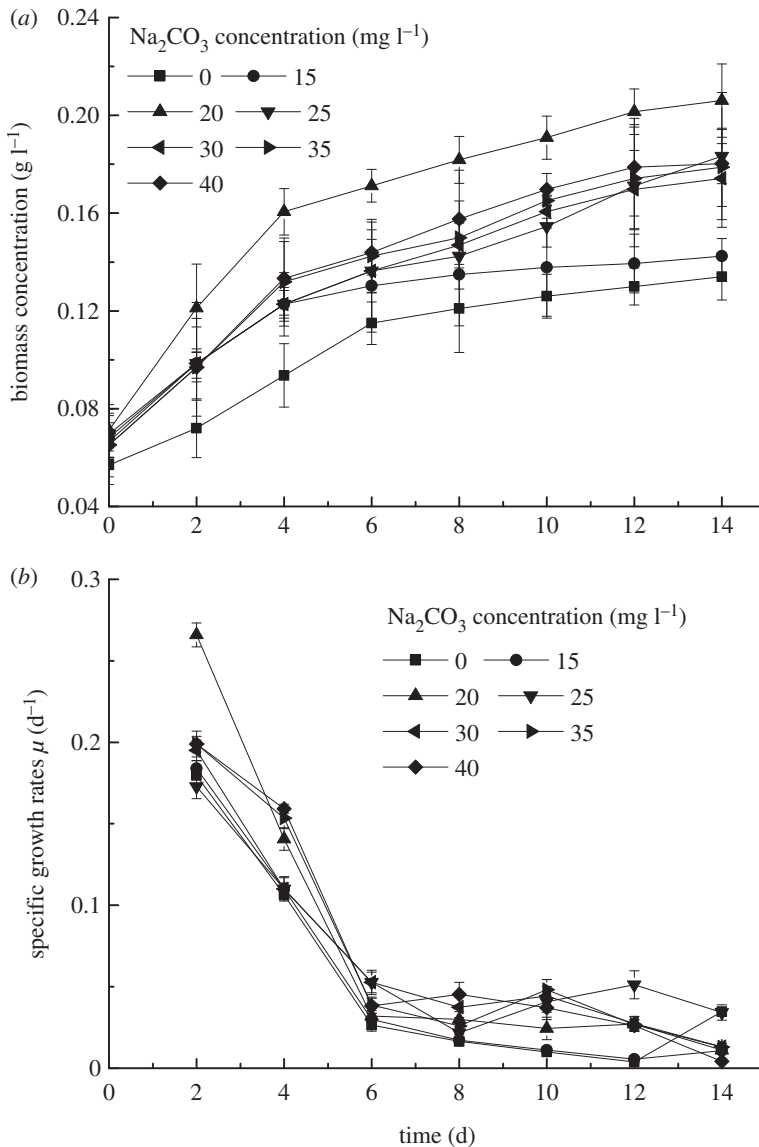 (a)
0.24
Na₂CO₃ concentration (mg l⁻¹)
0 15
20 25
30 35
40
0.20
0.16
0.12
0.08
0.04
biomass concentration (g l⁻¹)
0 2 4 6 8 10 12 14
(b)
0.3
Na₂CO₃ concentration (mg l⁻¹)
0 15
20 25
30 35
40
0.2
0.1
0
specific growth rates μ (d⁻¹)
2 4 6 8 10 12 14
time (d)